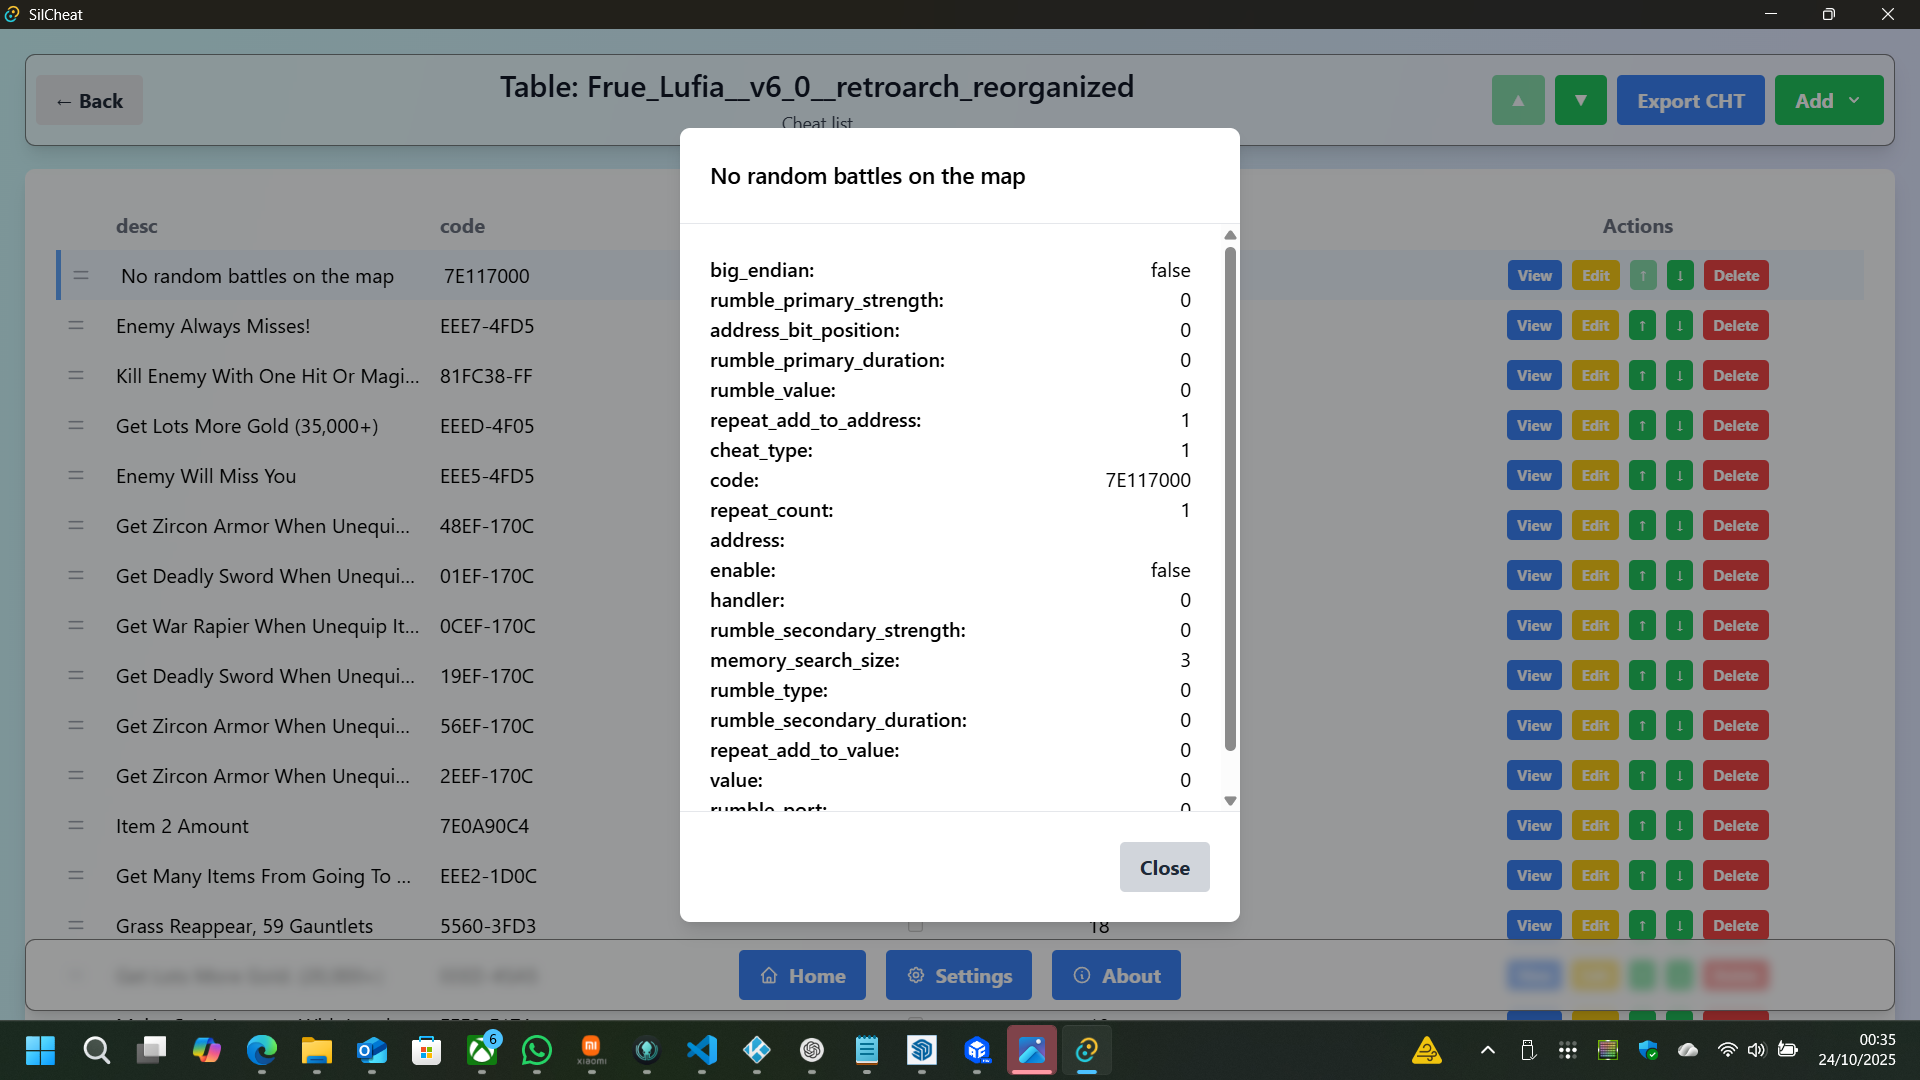 SilCheat
← Back
Table: Frue_Lufia__v6_0__retroarch_reorganized
Cheat list
▲
▼
Export CHT
Add
desc
code
Actions
No random battles on the map
7E117000
View Edit ↑ ↓ Delete
Enemy Always Misses!
EEE7-4FD5
View Edit ↑ ↓ Delete
Kill Enemy With One Hit Or Magi...
81FC38-FF
View Edit ↑ ↓ Delete
Get Lots More Gold (35,000+)
EEED-4F05
View Edit ↑ ↓ Delete
Enemy Will Miss You
EEE5-4FD5
View Edit ↑ ↓ Delete
Get Zircon Armor When Unequi...
48EF-170C
View Edit ↑ ↓ Delete
Get Deadly Sword When Unequi...
01EF-170C
View Edit ↑ ↓ Delete
Get War Rapier When Unequip It...
0CEF-170C
View Edit ↑ ↓ Delete
Get Deadly Sword When Unequi...
19EF-170C
View Edit ↑ ↓ Delete
Get Zircon Armor When Unequi...
56EF-170C
View Edit ↑ ↓ Delete
Get Zircon Armor When Unequi...
2EEF-170C
View Edit ↑ ↓ Delete
Item 2 Amount
7E0A90C4
View Edit ↑ ↓ Delete
Get Many Items From Going To ...
EEE2-1D0C
View Edit ↑ ↓ Delete
Grass Reappear, 59 Gauntlets
5560-3FD3
18
View Edit ↑ ↓ Delete
No random battles on the map
big_endian: false
rumble_primary_strength: 0
address_bit_position: 0
rumble_primary_duration: 0
rumble_value: 0
repeat_add_to_address: 1
cheat_type: 1
code: 7E117000
repeat_count: 1
address:
enable: false
handler: 0
rumble_secondary_strength: 0
memory_search_size: 3
rumble_type: 0
rumble_secondary_duration: 0
repeat_add_to_value: 0
value: 0
rumble_port: 0
Close
Home
Settings
About
6
xiaomi
00:35
24/10/2025